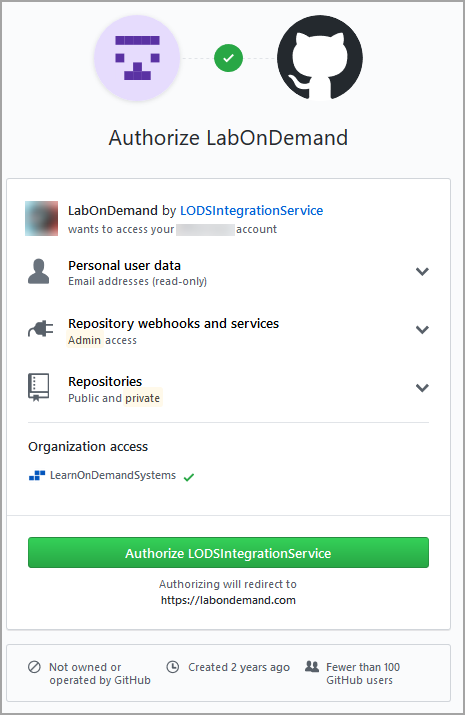 Authorize LabOnDemand
LabOnDemand by LODSIntegrationService
wants to access your account
Personal user data
Email addresses (read-only)
Repository webhooks and services
Admin access
Repositories
Public and private
Organization access
LearnOnDemandSystems
Authorize LODSIntegrationService
Authorizing will redirect to
https://labondemand.com
Not owned or
operated by GitHub
Created 2 years ago
Fewer than 100
GitHub users